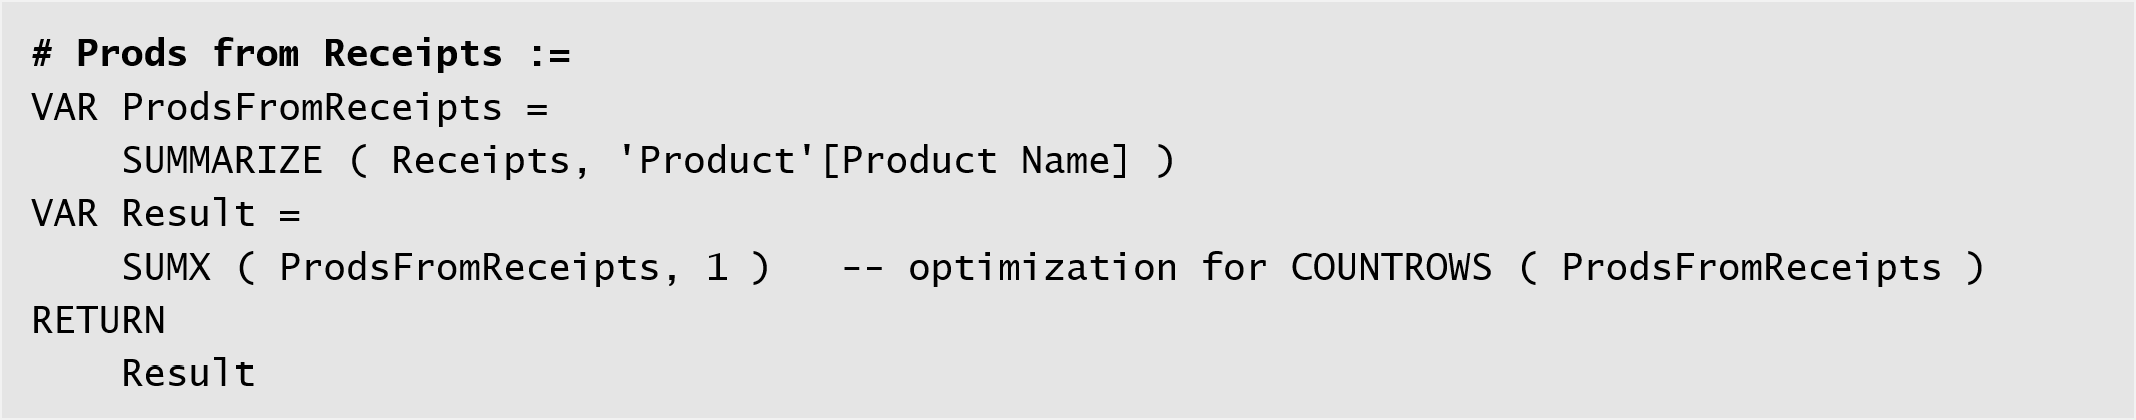 # Prods from Receipts :=
VAR ProdsFromReceipts =
    SUMMARIZE ( Receipts, 'Product'[Product Name] )
VAR Result =
    SUMX ( ProdsFromReceipts, 1 )   -- optimization for COUNTROWS ( ProdsFromReceipts )
RETURN
    Result